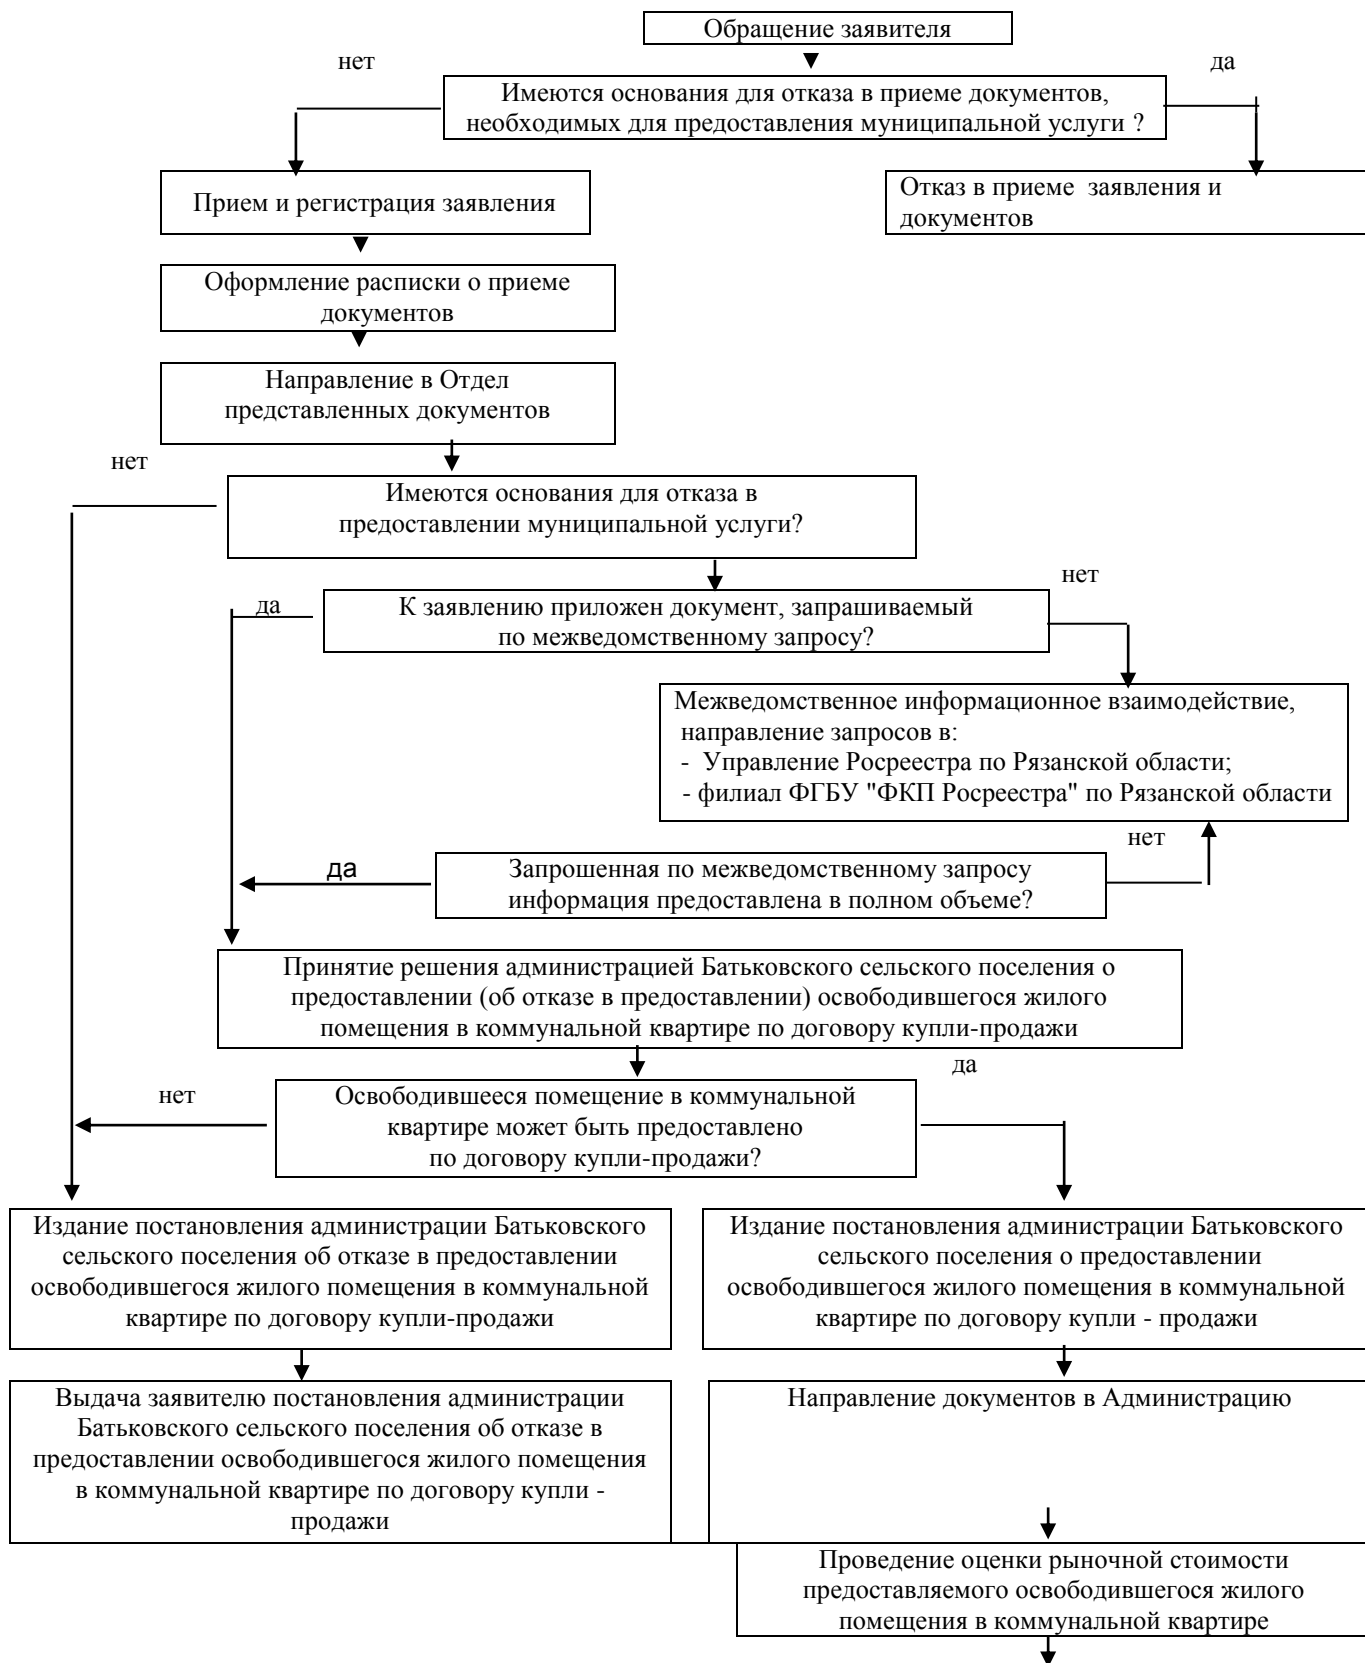 Обращение заявителя
нет
да
Имеются основания для отказа в приеме документов,
необходимых для предоставления муниципальной услуги ?
Прием и регистрация заявления
Отказ в приеме заявления и
документов
Оформление расписки о приеме
документов
Направление в Отдел
представленных документов
нет
Имеются основания для отказа в
предоставлении муниципальной услуги?
нет
да
К заявлению приложен документ, запрашиваемый
по межведомственному запросу?
Межведомственное информационное взаимодействие,
направление запросов в:
- Управление Росреестра по Рязанской области;
- филиал ФГБУ "ФКП Росреестра" по Рязанской области
нет
да
Запрошенная по межведомственному запросу
информация предоставлена в полном объеме?
Принятие решения администрацией Батьковского сельского поселения о
предоставлении (об отказе в предоставлении) освободившегося жилого
помещения в коммунальной квартире по договору купли-продажи
да
нет
Освободившееся помещение в коммунальной
квартире может быть предоставлено
по договору купли-продажи?
Издание постановления администрации Батьковского
сельского поселения об отказе в предоставлении
освободившегося жилого помещения в коммунальной
квартире по договору купли-продажи
Издание постановления администрации Батьковского
сельского поселения о предоставлении
освободившегося жилого помещения в коммунальной
квартире по договору купли - продажи
Выдача заявителю постановления администрации
Батьковского сельского поселения об отказе в
предоставлении освободившегося жилого помещения
в коммунальной квартире по договору купли -
продажи
Направление документов в Администрацию
Проведение оценки рыночной стоимости
предоставляемого освободившегося жилого
помещения в коммунальной квартире